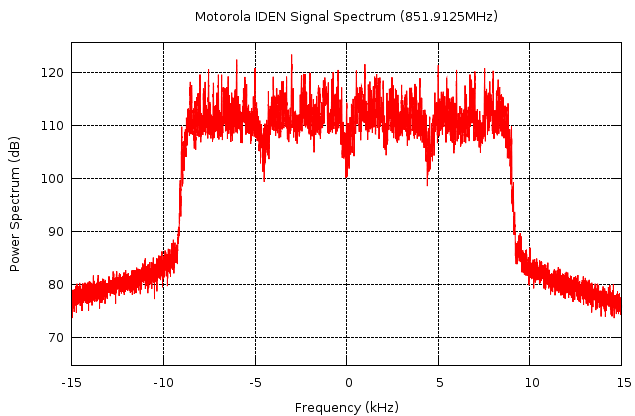 Motorola IDEN Signal Spectrum (851.9125MHz)
Power Spectrum (dB)
120
110
100
90
80
70
-15 -10 -5 0 5 10 15
Frequency (kHz)